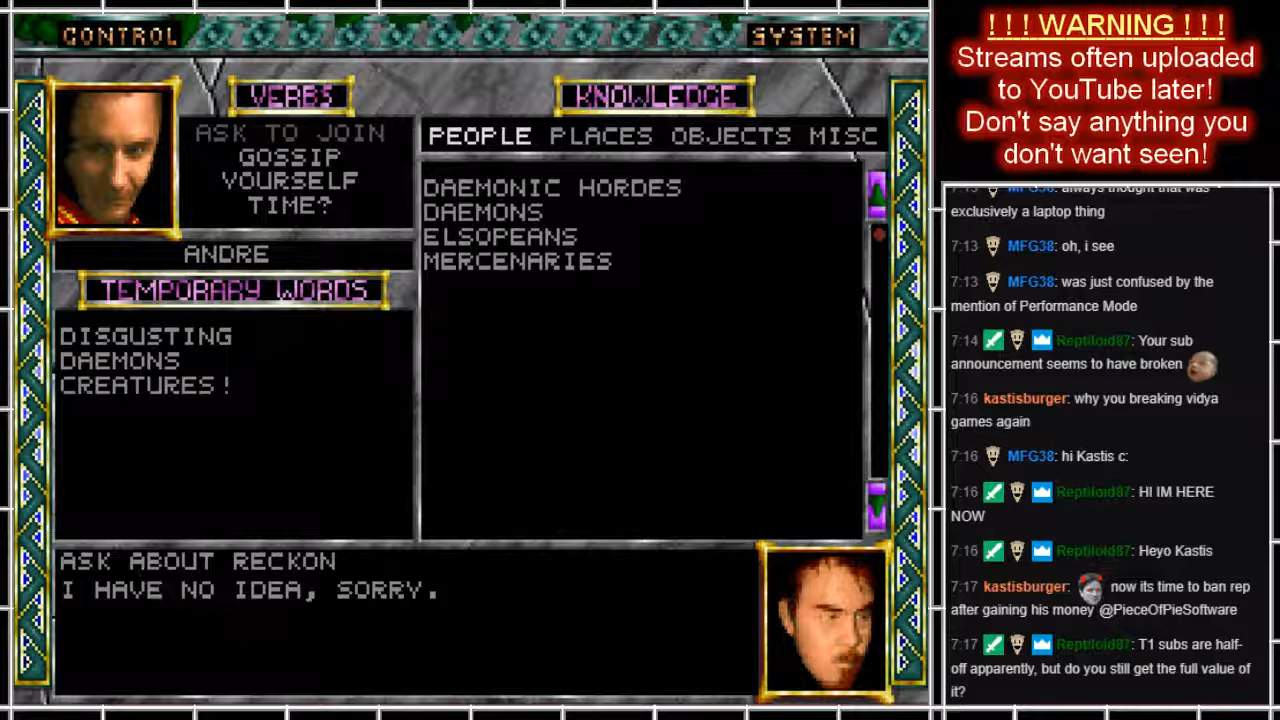 CONTROL
SYSTEM
VERBS
KNOWLEDGE
ASK TO JOIN
GOSSIP
YOURSELF
TIME?
ANDRE
PEOPLE PLACES OBJECTS MISC
DAEMONIC HORDES
DAEMONS
ELSOPEANS
MERCENARIES
TEMPORARY WORDS
DISGUSTING
DAEMONS
CREATURES!
ASK ABOUT RECKON
I HAVE NO IDEA, SORRY.
! ! ! WARNING ! ! !
Streams often uploaded
to YouTube later!
Don't say anything you
don't want seen!
7:13 MFG38: always thought that was
exclusively a laptop thing
7:13 MFG38: oh, i see
7:13 MFG38: was just confused by the
mention of Performance Mode
7:14 Reptiloid87: Your sub
announcement seems to have broken
7:16 kastisburger: why you breaking vidya
games again
7:16 MFG38: hi Kastis c:
7:16 Reptiloid87: HI IM HERE
NOW
7:16 Reptiloid87: Heyo Kastis
7:17 kastisburger: now its time to ban rep
after gaining his money @PieceOfPieSoftware
7:17 Reptiloid87: T1 subs are half-
off apparently, but do you still get the full value of
it?